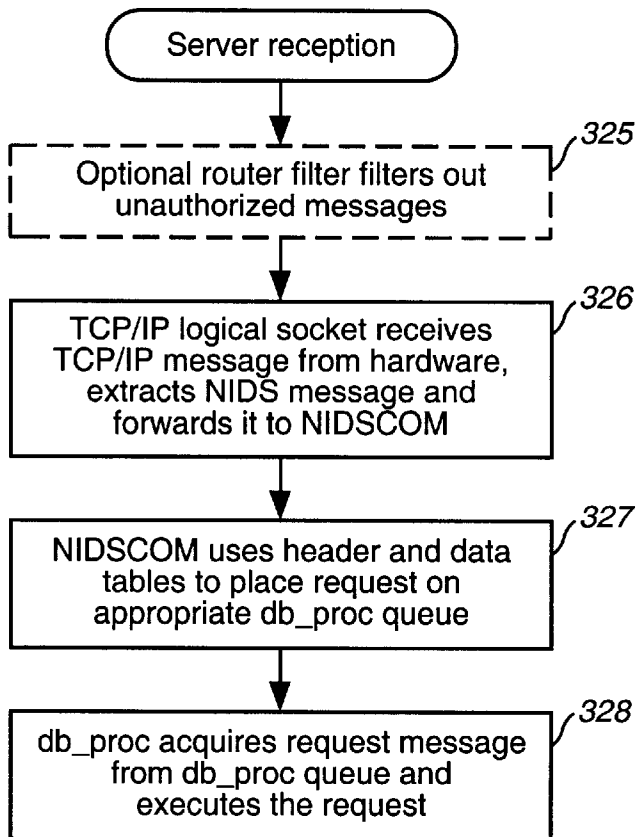 Server reception
325
Optional router filter filters out
unauthorized messages
326
TCP/IP logical socket receives
TCP/IP message from hardware,
extracts NIDS message and
forwards it to NIDSCOM
327
NIDSCOM uses header and data
tables to place request on
appropriate db_proc queue
328
db_proc acquires request message
from db_proc queue and
executes the request